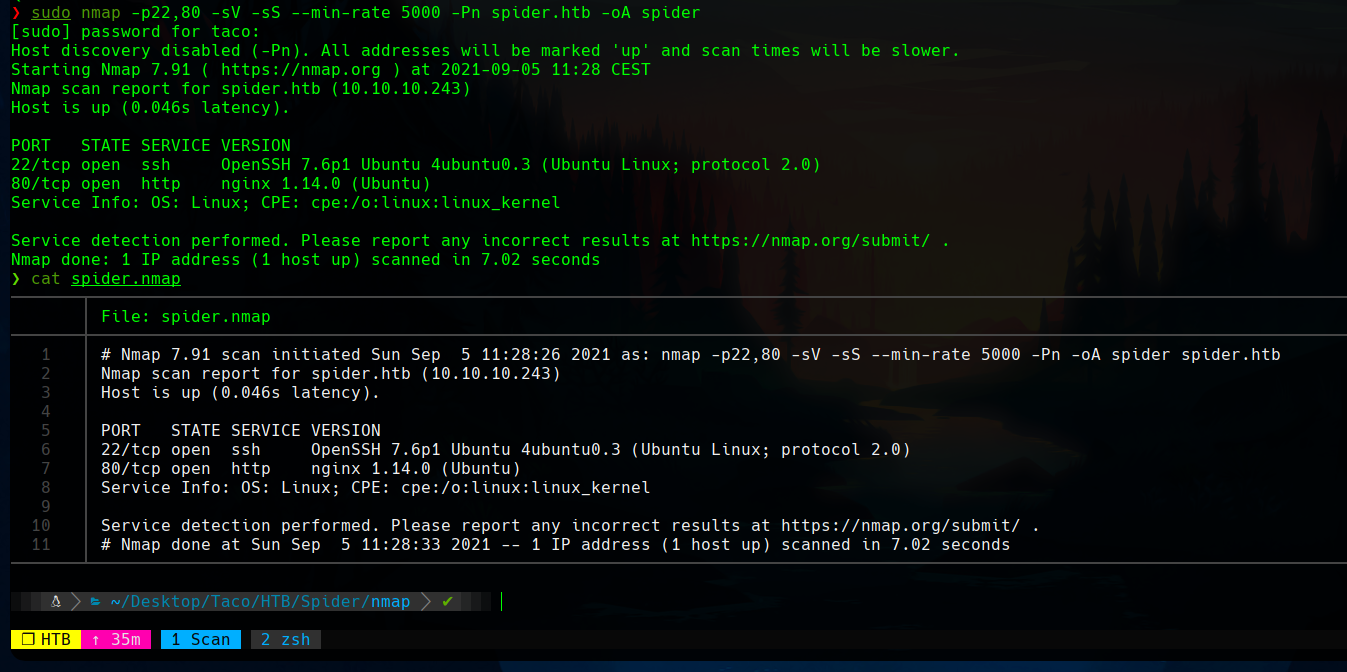 ❯ sudo nmap -p22,80 -sV -sS --min-rate 5000 -Pn spider.htb -oA spider
[sudo] password for taco:
Host discovery disabled (-Pn). All addresses will be marked 'up' and scan times will be slower.
Starting Nmap 7.91 ( https://nmap.org ) at 2021-09-05 11:28 CEST
Nmap scan report for spider.htb (10.10.10.243)
Host is up (0.046s latency).
PORT   STATE SERVICE VERSION
22/tcp open  ssh     OpenSSH 7.6p1 Ubuntu 4ubuntu0.3 (Ubuntu Linux; protocol 2.0)
80/tcp open  http    nginx 1.14.0 (Ubuntu)
Service Info: OS: Linux; CPE: cpe:/o:linux:linux_kernel
Service detection performed. Please report any incorrect results at https://nmap.org/submit/ .
Nmap done: 1 IP address (1 host up) scanned in 7.02 seconds
❯ cat spider.nmap
File: spider.nmap
1 # Nmap 7.91 scan initiated Sun Sep  5 11:28:26 2021 as: nmap -p22,80 -sV -sS --min-rate 5000 -Pn -oA spider spider.htb
2 Nmap scan report for spider.htb (10.10.10.243)
3 Host is up (0.046s latency).
4
5 PORT   STATE SERVICE VERSION
6 22/tcp open  ssh     OpenSSH 7.6p1 Ubuntu 4ubuntu0.3 (Ubuntu Linux; protocol 2.0)
7 80/tcp open  http    nginx 1.14.0 (Ubuntu)
8 Service Info: OS: Linux; CPE: cpe:/o:linux:linux_kernel
9
10 Service detection performed. Please report any incorrect results at https://nmap.org/submit/ .
11 # Nmap done at Sun Sep  5 11:28:33 2021 -- 1 IP address (1 host up) scanned in 7.02 seconds
~/Desktop/Taco/HTB/Spider/nmap ✔
❐ HTB ↑ 35m 1 Scan 2 zsh